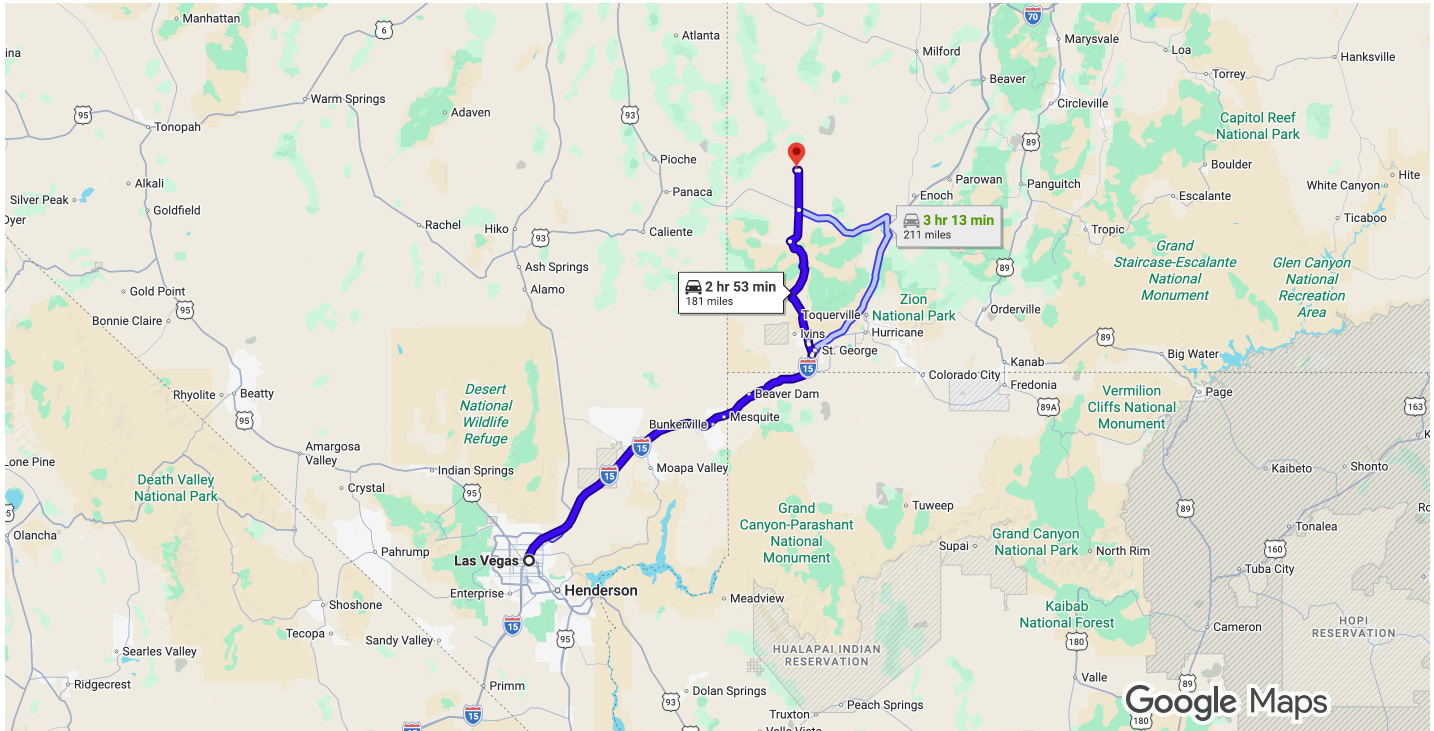 Manhattan
6
Atlanta
Milford
70
Marysvale
Loa
Hanksville
ina
Beaver
Torrey
Warm Springs
95
Tonopah
Adaven
93
Circleville
Capitol Reef
National Park
89
Pioche
Boulder
Alkali
Silver Peak
Panaca
Parowan
Enoch
Panguitch
Escalante
White Canyon
Hite
Dyer
Goldfield
Rachel
Hiko
93
Caliente
3 hr 13 min
211 miles
Tropic
Ticaboo
Ash Springs
Alamo
89
Grand
Staircase-Escalante
National
Monument
Glen Canyon
National
Recreation
Area
Gold Point
95
Bonnie Claire
2 hr 53 min
181 miles
Zion
National Park
Orderville
Toquerville
Ivins
Hurricane
St. George
89
Big Water
15
Kanab
Colorado City
Fredonia
Rhyolite
Beatty
95
Desert
National
Wildlife
Refuge
Beaver Dam
Mesquite
Bunkerville
89A
Vermilion
Cliffs National
Monument
Page
163
Amargosa
Valley
15
15
Moapa Valley
Lone Pine
Death Valley
National Park
Crystal
Indian Springs
95
Kaibeto
Shonto
Grand
Canyon-Parashant
National
Monument
Tuweep
89
Olancha
Pahrump
Supai
Grand Canyon
National Park
North Rim
Tonalea
160
Tuba City
Las Vegas
Enterprise
Henderson
Meadview
Shoshone
Kaibab
National Forest
15
95
Tecopa
Sandy Valley
180
Cameron
HOPI
RESERVATION
Searles Valley
HUALAPAI INDIAN
RESERVATION
Ridgecrest
Primm
Dolan Springs
93
Peach Springs
Valle
89
15
Truxton
180
Google Maps